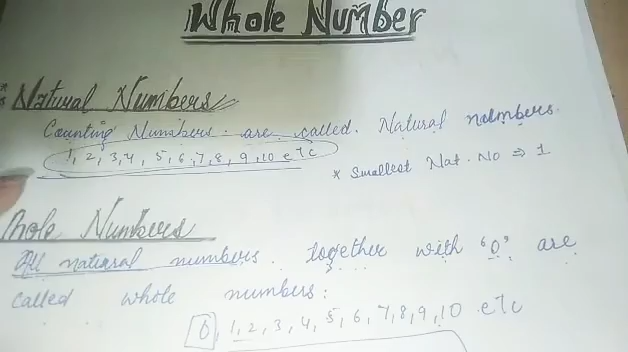 Whole Number
Natural Numbers
Counting Numbers are called Natural numbers.
1, 2, 3, 4, 5, 6, 7, 8, 9, 10 etc
* Smallest Nat. No ⇒ 1
hole Numbers
All natural numbers. together with "0" are
called whole numbers:
0, 1, 2, 3, 4, 5, 6, 7, 8, 9, 10 etc